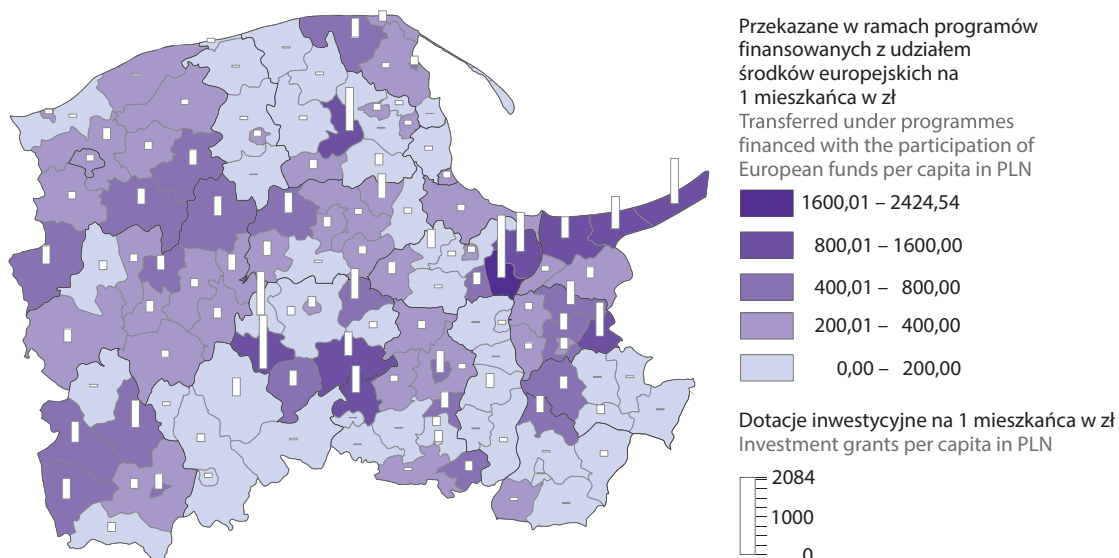 Przekazane w ramach programów
finansowanych z udziałem
środków europejskich na
1 mieszkańca w zł
Transferred under programmes
financed with the participation of
European funds per capita in PLN
1600,01 – 2424,54
800,01 – 1600,00
400,01 – 800,00
200,01 – 400,00
0,00 – 200,00
Dotacje inwestycyjne na 1 mieszkańca w zł
Investment grants per capita in PLN
2084
1000
0